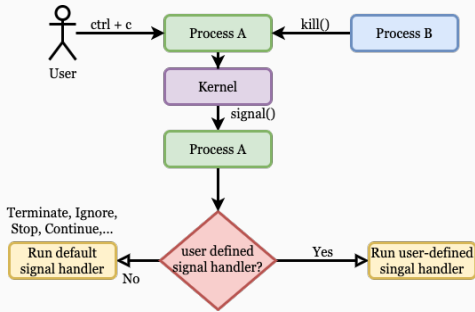 ctrl + c
Process A
kill()
Process B
User
Kernel
signal()
Process A
Terminate, Ignore,
Stop, Continue,...
Run default
signal handler
No
user defined
signal handler?
Yes
Run user-defined
singal handler